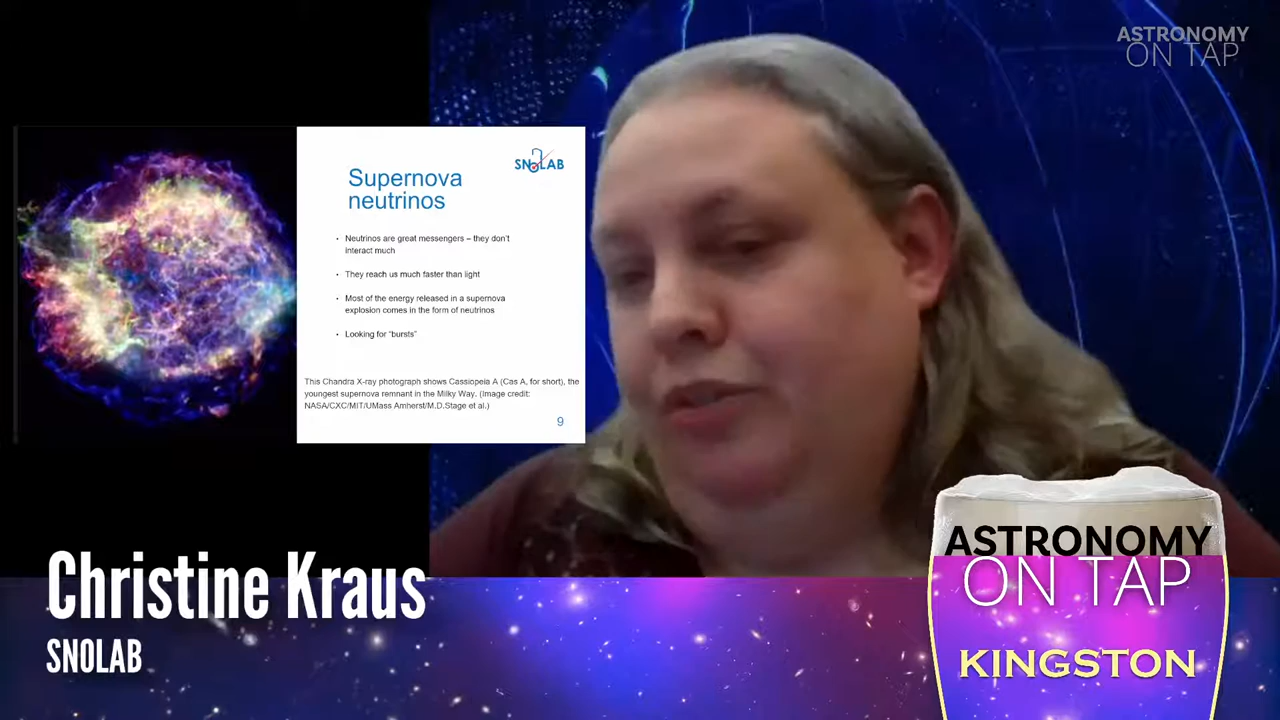 ASTRONOMY
ON TAP
SNOLAB
Supernova
neutrinos
• Neutrinos are great messengers – they don't
interact much
• They reach us much faster than light
• Most of the energy released in a supernova
explosion comes in the form of neutrinos
• Looking for "bursts"
This Chandra X-ray photograph shows Cassiopeia A (Cas A, for short), the
youngest supernova remnant in the Milky Way. (Image credit:
NASA/CXC/MIT/UMass Amherst/M.D.Stage et al.)
9
Christine Kraus
SNOLAB
ASTRONOMY
ON TAP
KINGSTON